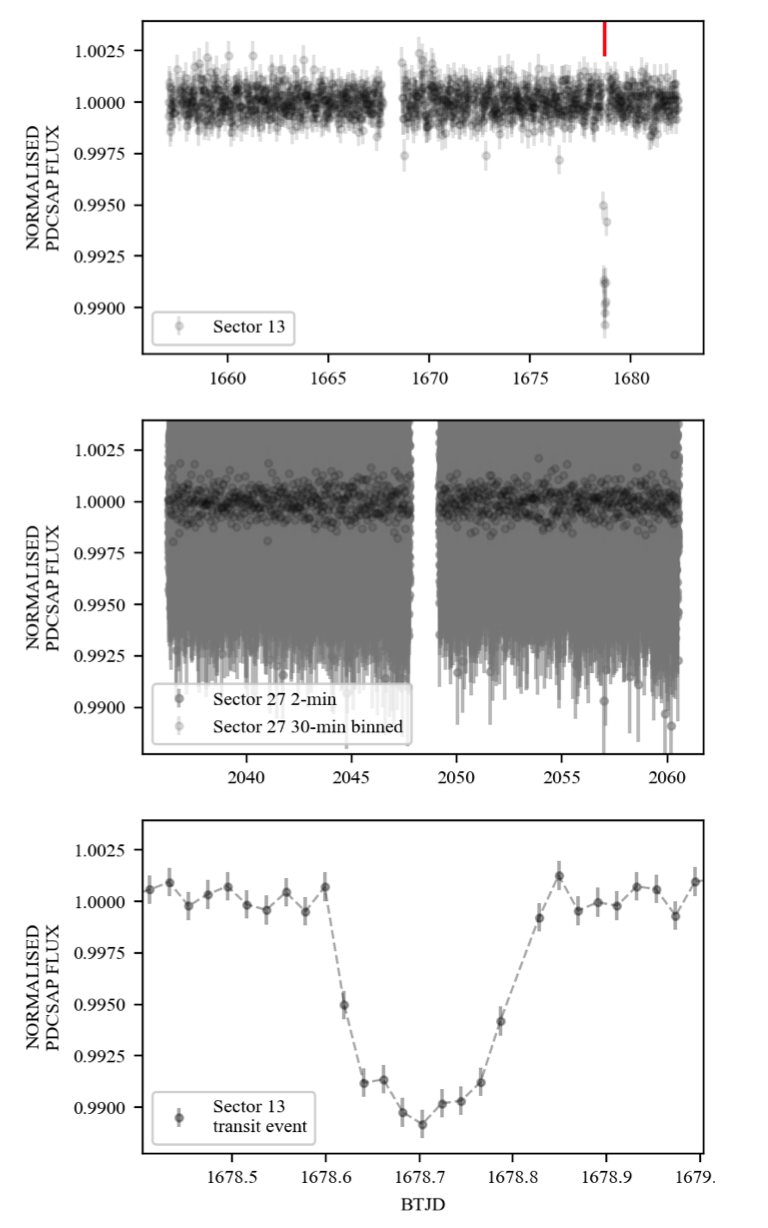 NORMALISED
PDCSAP FLUX
1.0025
1.0000
0.9975
0.9950
0.9925
0.9900
Sector 13
1660 1665 1670 1675 1680
NORMALISED
PDCSAP FLUX
1.0025
1.0000
0.9975
0.9950
0.9925
0.9900
Sector 27 2-min
Sector 27 30-min binned
2040 2045 2050 2055 2060
NORMALISED
PDCSAP FLUX
1.0025
1.0000
0.9975
0.9950
0.9925
0.9900
Sector 13
transit event
1678.5 1678.6 1678.7 1678.8 1678.9 1679.
BTJD